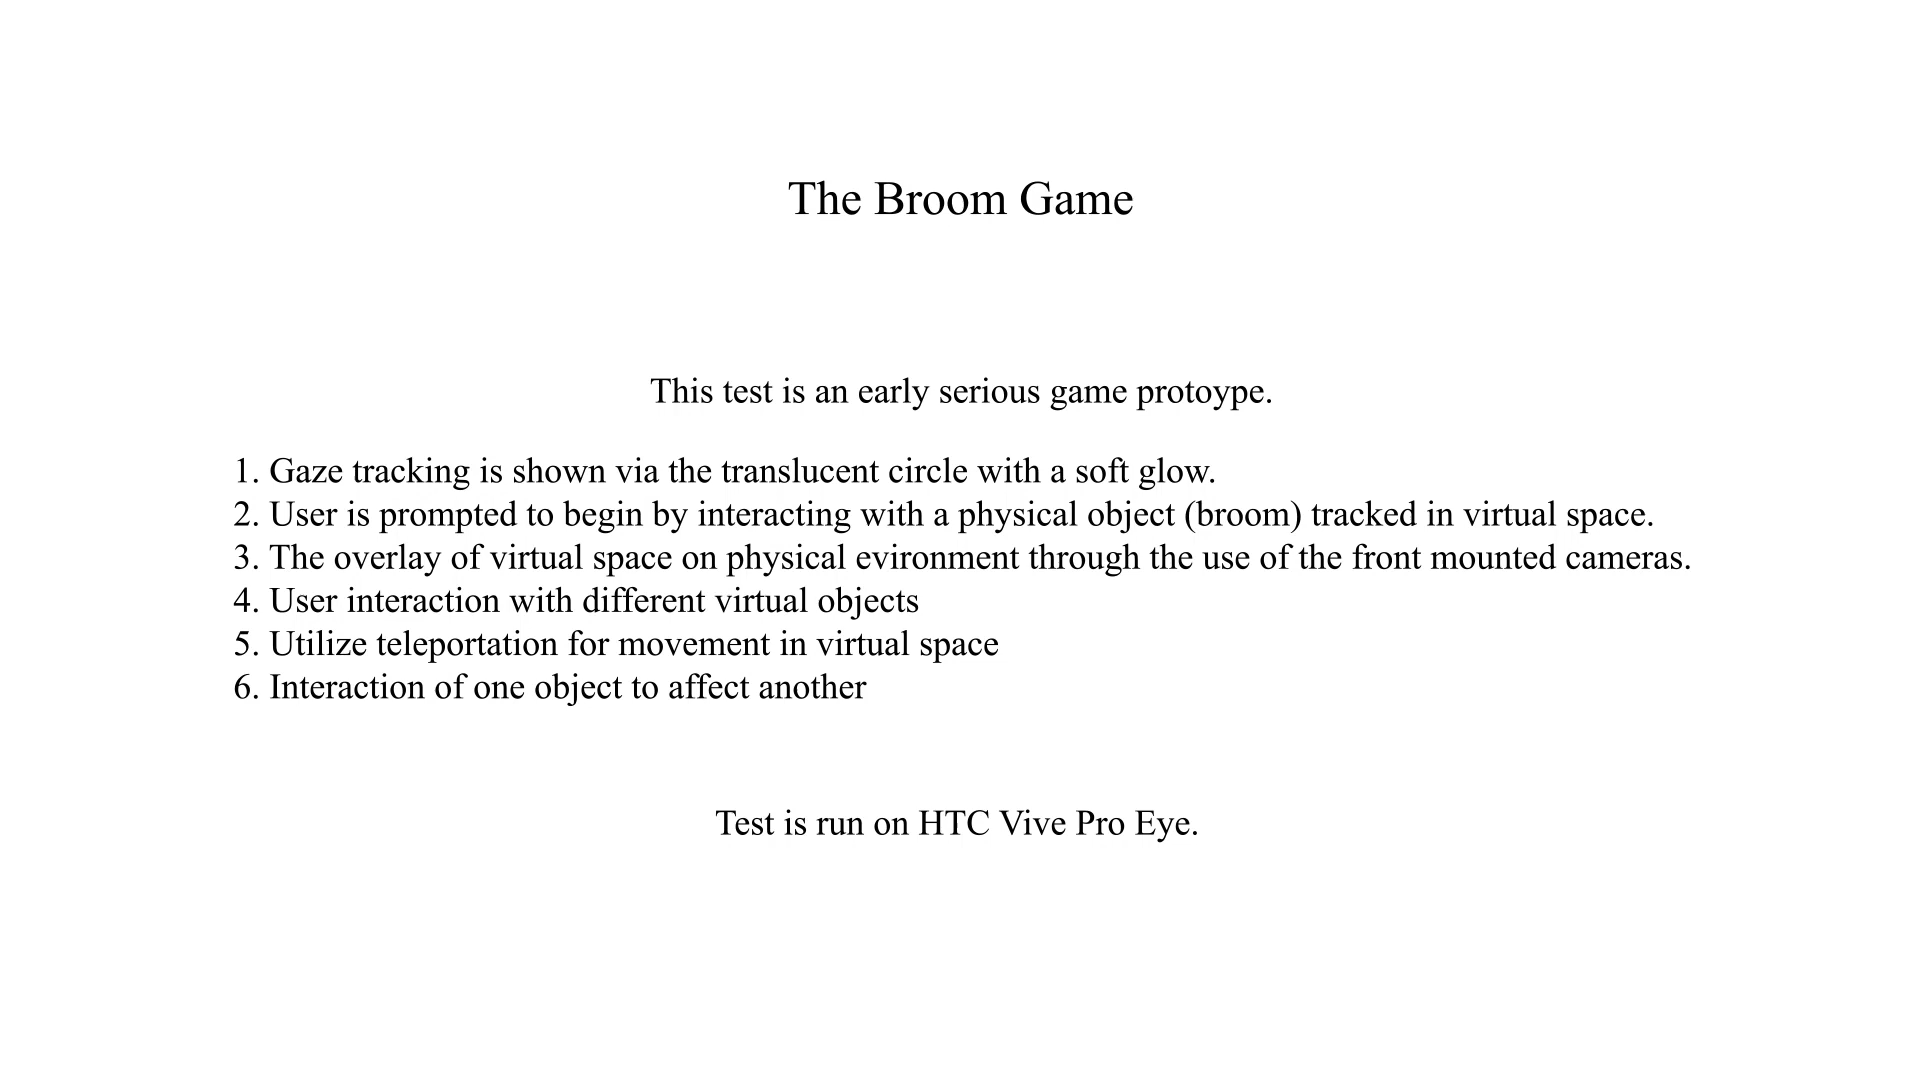 The Broom Game
This test is an early serious game protoype.
1. Gaze tracking is shown via the translucent circle with a soft glow.
2. User is prompted to begin by interacting with a physical object (broom) tracked in virtual space.
3. The overlay of virtual space on physical evironment through the use of the front mounted cameras.
4. User interaction with different virtual objects
5. Utilize teleportation for movement in virtual space
6. Interaction of one object to affect another
Test is run on HTC Vive Pro Eye.